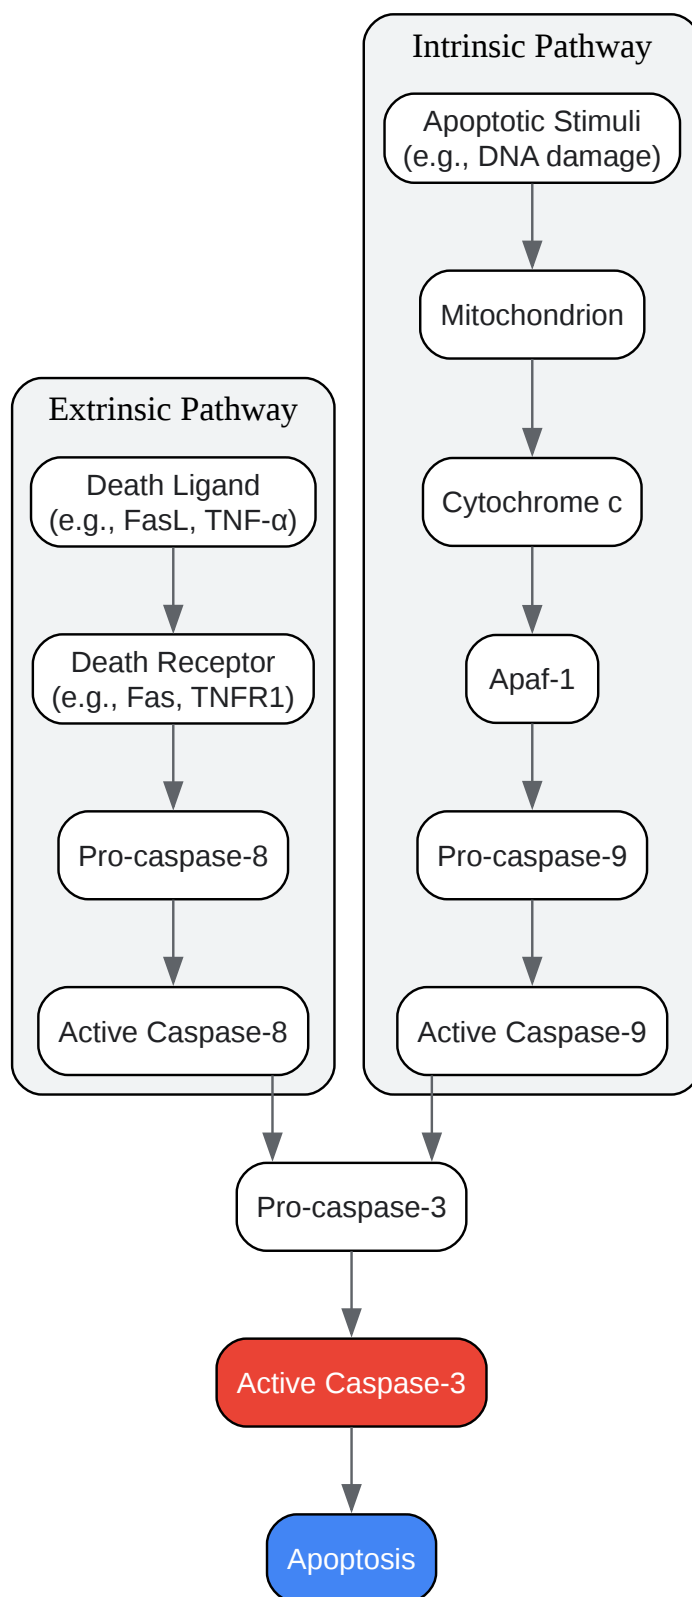 Intrinsic Pathway
Apoptotic Stimuli
(e.g., DNA damage)
Mitochondrion
Cytochrome c
Apaf-1
Pro-caspase-9
Active Caspase-9
Extrinsic Pathway
Death Ligand
(e.g., FasL, TNF-α)
Death Receptor
(e.g., Fas, TNFR1)
Pro-caspase-8
Active Caspase-8
Pro-caspase-3
Active Caspase-3
Apoptosis